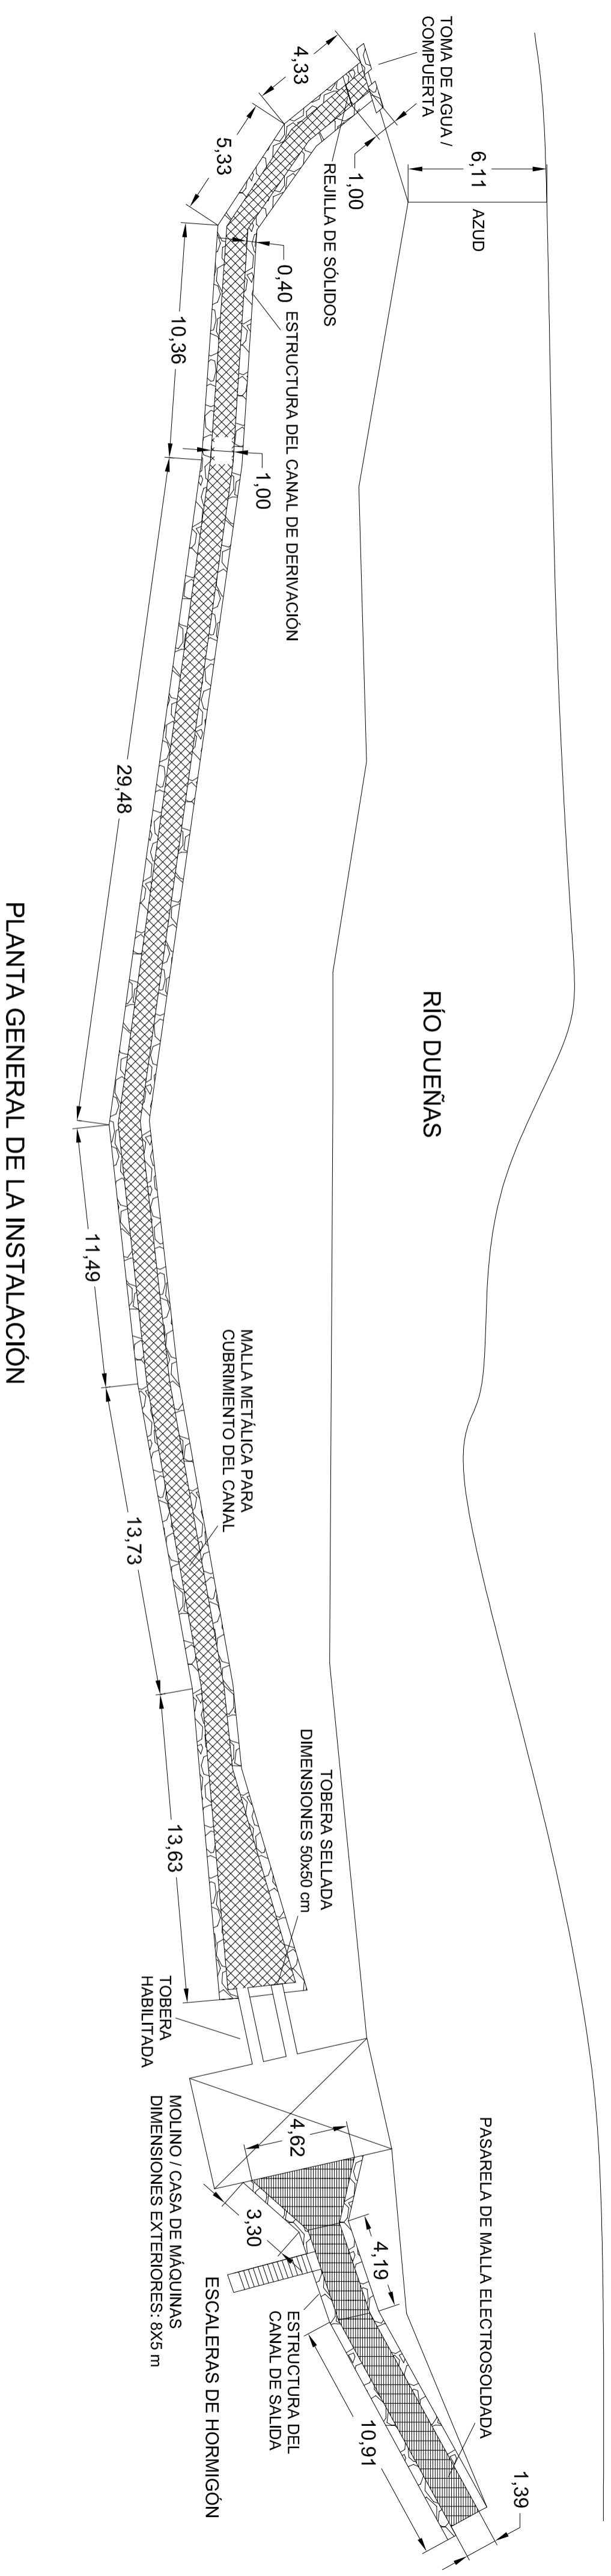 TOMA DE AGUA /
COMPUERTA
4,33
5,33
1,00
REJILLA DE SÓLIDOS
6,11
AZUD
10,36
0,40
ESTRUCTURA DEL CANAL DE DERIVACIÓN
1,00
29,48
RÍO DUEÑAS
11,49
MALLA METÁLICA PARA
CUBRIMIENTO DEL CANAL
13,73
TOBERA SELLADA
DIMENSIONES 50x50 cm
13,63
TOBERA
HABILITADA
MOLINO / CASA DE MÁQUINAS
DIMENSIONES EXTERIORES: 8X5 m
4,62
3,30
4,19
PASARELA DE MALLA ELECTROSOLDADA
ESCALERAS DE HORMIGÓN
ESTRUCTURA DEL
CANAL DE SALIDA
10,91
1,39
PLANTA GENERAL DE LA INSTALACIÓN